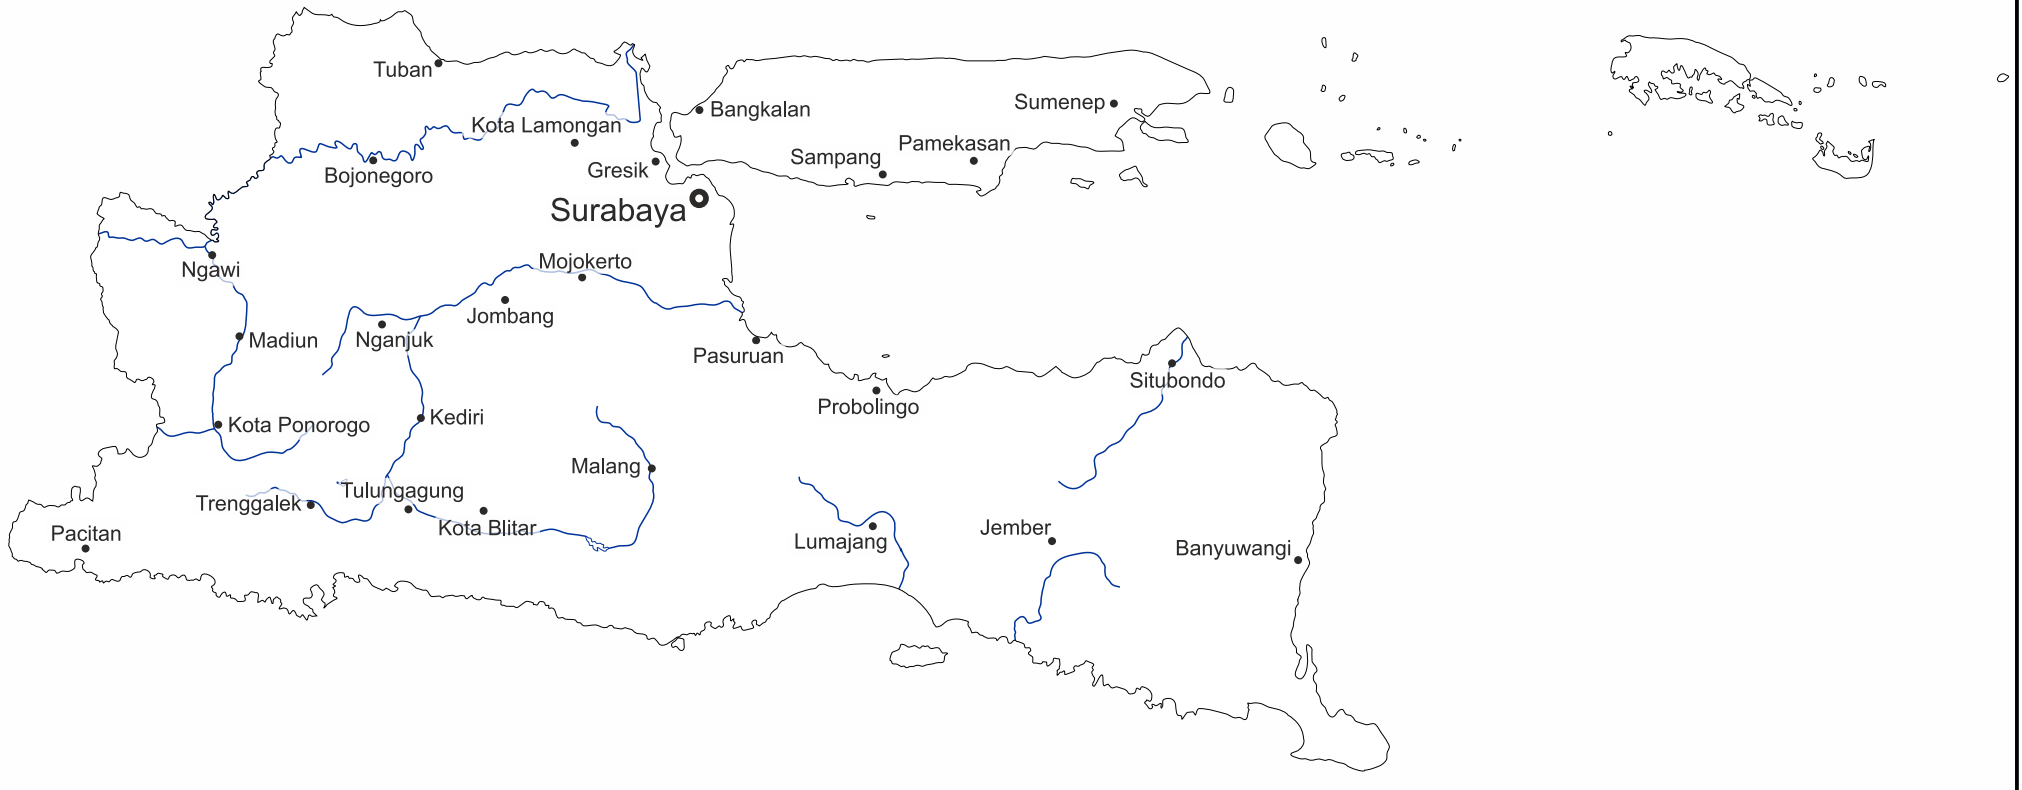 Tuban
Bangkalan
Sumenep
Kota Lamongan
Pamekasan
Sampang
Gresik
Bojonegoro
Surabaya
Ngawi
Mojokerto
Jombang
Madiun
Nganjuk
Pasuruan
Situbondo
Probolingo
Kediri
Kota Ponorogo
Malang
Tulungagung
Trenggalek
Kota Blitar
Jember
Pacitan
Lumajang
Banyuwangi